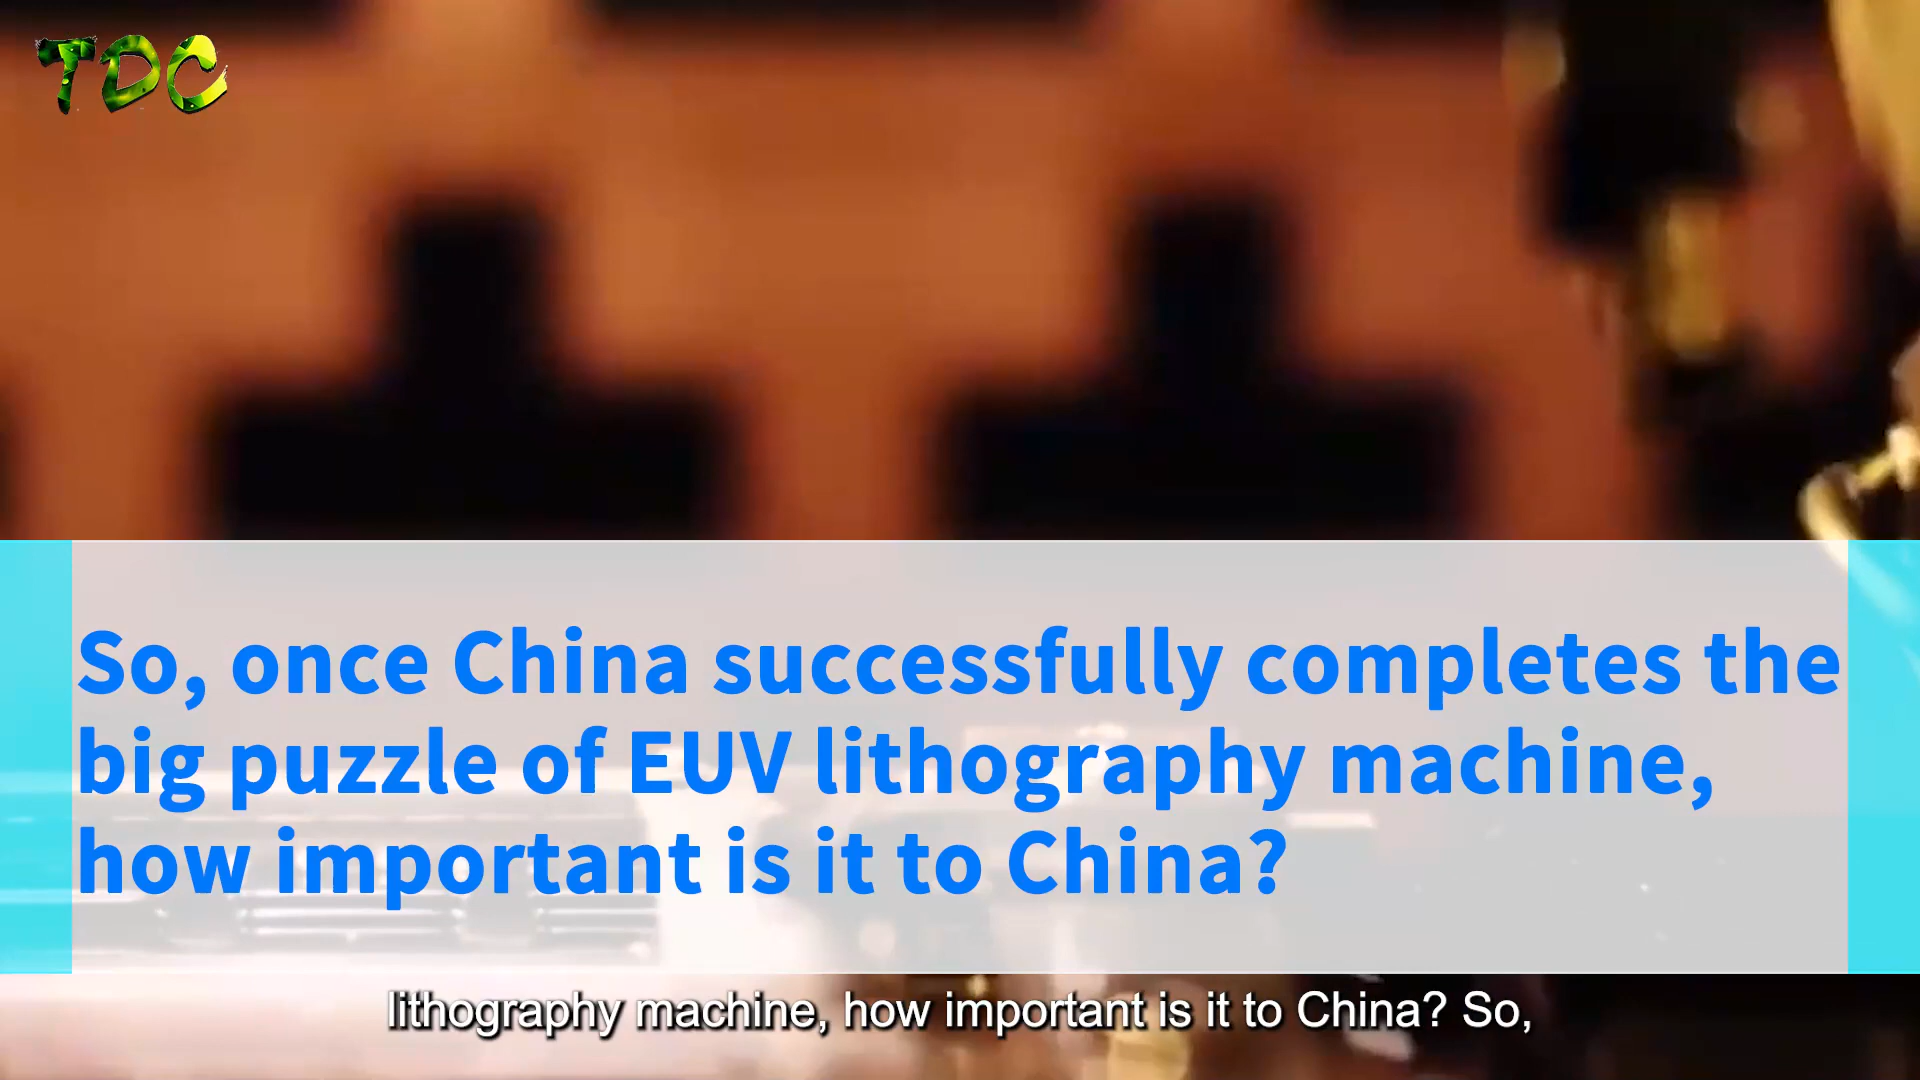 TDC
So, once China successfully completes the
big puzzle of EUV lithography machine,
how important is it to China?
lithography machine, how important is it to China? So,